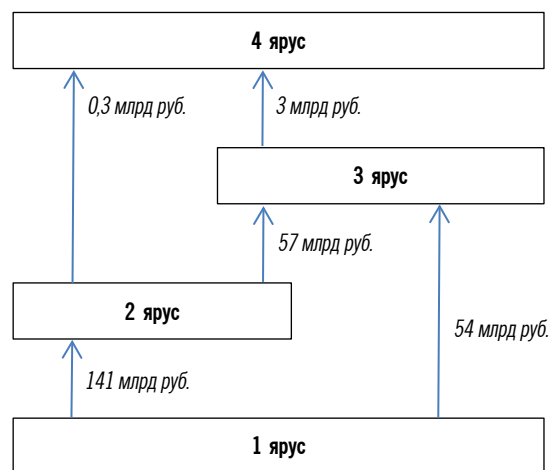 4 ярус
0,3 млрд руб.
3 млрд руб.
3 ярус
57 млрд руб.
2 ярус
54 млрд руб.
141 млрд руб.
1 ярус